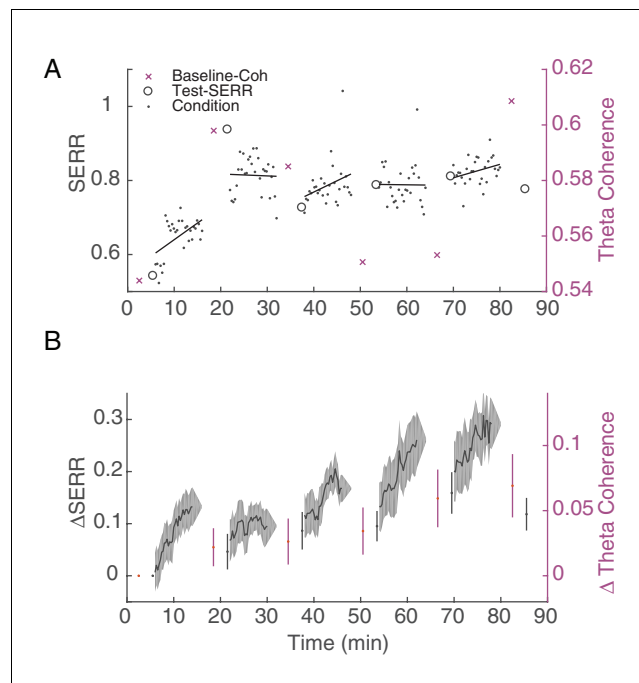 A
Baseline-Coh
Test-SERR
Condition
SERR
1
0.8
0.6
0 10 20 30 40 50 60 70 80 90
0.62
0.6
0.58
0.56
0.54
Theta Coherence
B
ΔSERR
0.3
0.2
0.1
0
0 10 20 30 40 50 60 70 80 90
Time (min)
0.1
0.05
0
Δ Theta Coherence